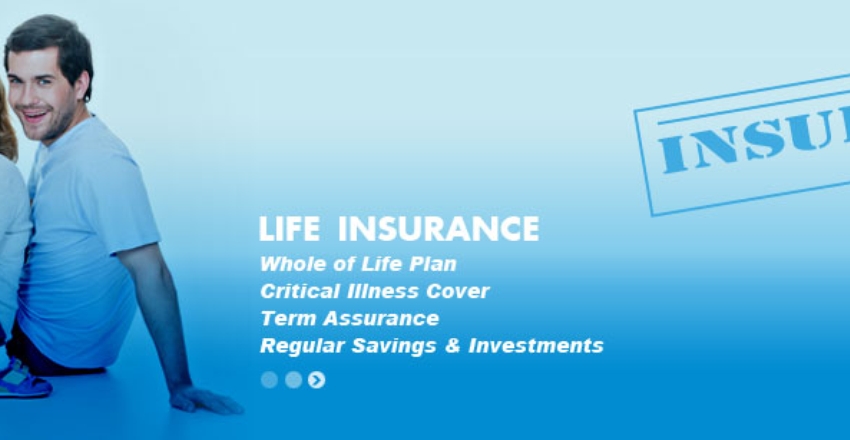 INSU
LIFE INSURANCE
Whole of Life Plan
Critical Illness Cover
Term Assurance
Regular Savings & Investments